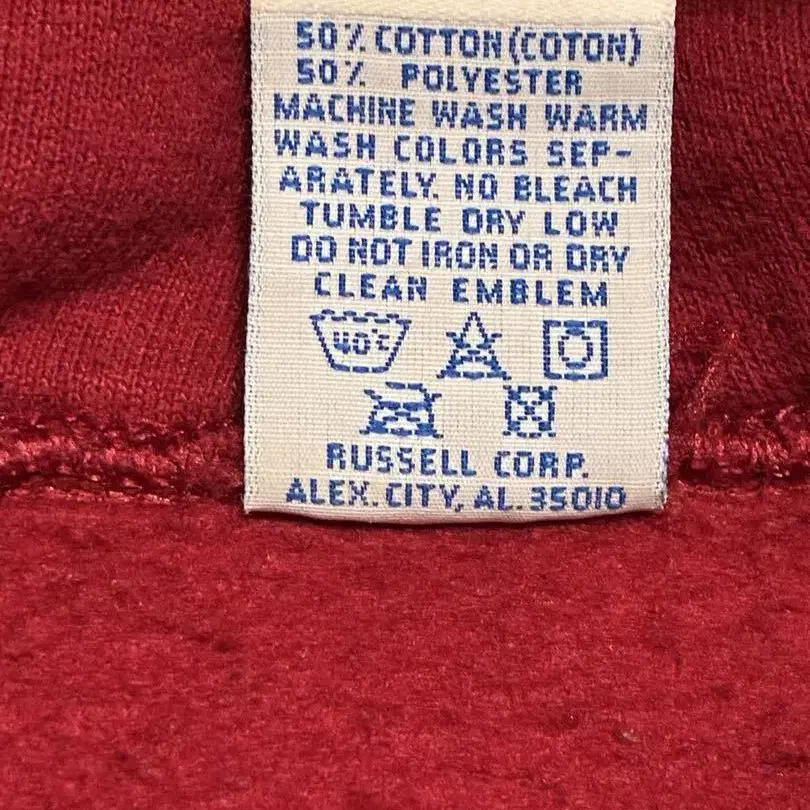 50% COTTON (COTON)
50% POLYESTER
MACHINE WASH WARM
WASH COLORS SEP-
ARATELY. NO BLEACH
TUMBLE DRY LOW
DO NOT IRON OR DRY
CLEAN EMBLEM
40°C
RUSSELL CORP.
ALEX. CITY, AL. 35010